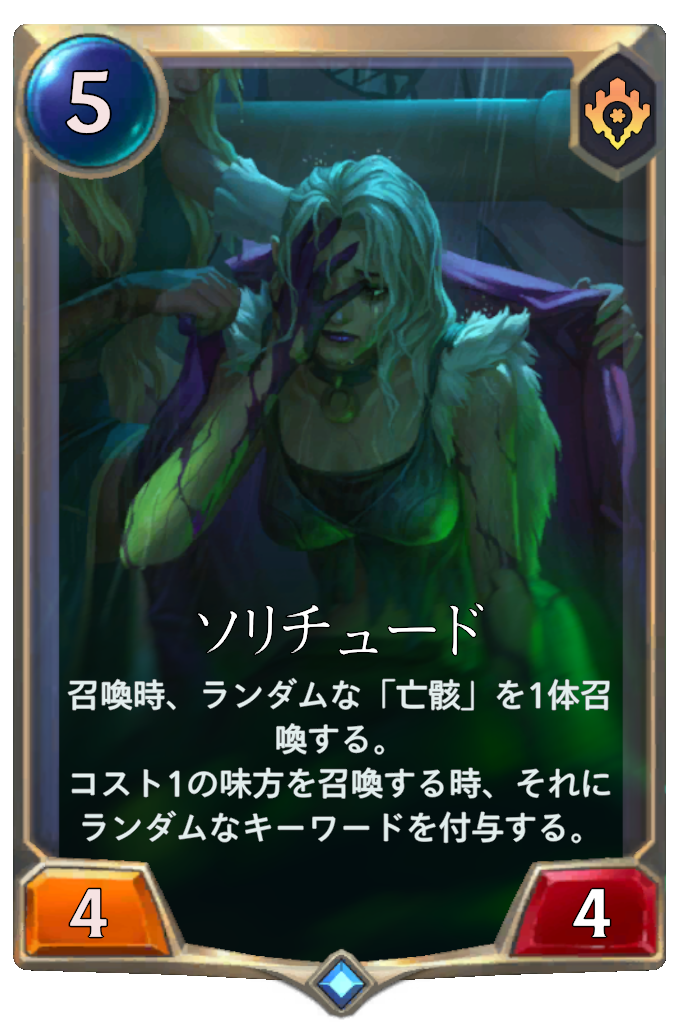 5
ソリチュード
召喚時、ランダムな「亡骸」を1体召
喚する。
コスト1の味方を召喚する時、それに
ランダムなキーワードを付与する。
4
4